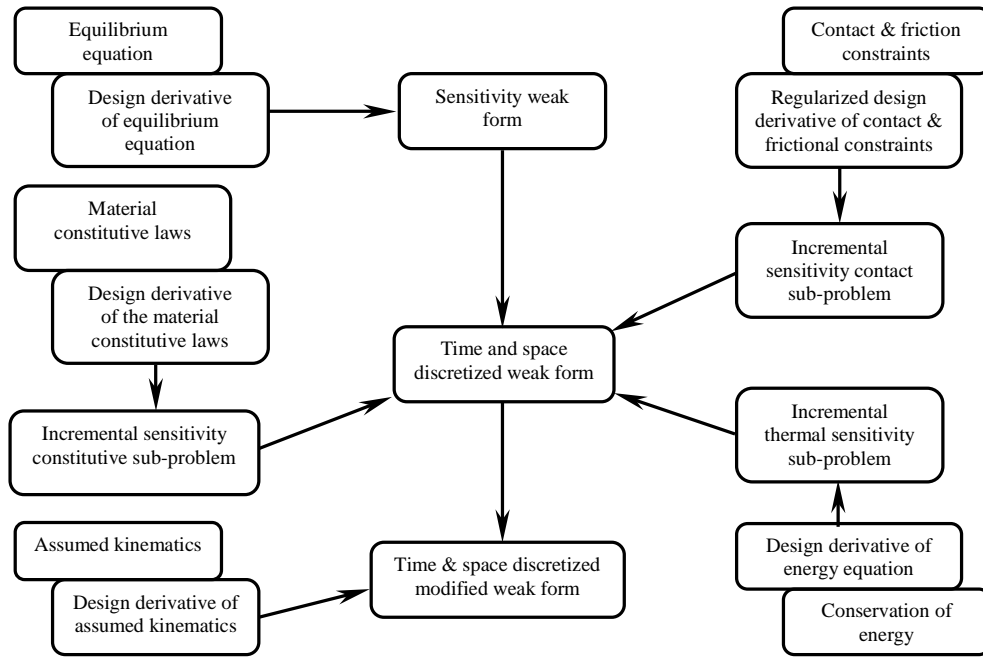 Equilibrium
equation
Design derivative
of equilibrium
equation
Sensitivity weak
form
Contact & friction
constraints
Regularized design
derivative of contact &
frictional constraints
Material
constitutive laws
Design derivative
of the material
constitutive laws
Incremental
sensitivity contact
sub-problem
Time and space
discretized weak form
Incremental sensitivity
constitutive sub-problem
Incremental
thermal sensitivity
sub-problem
Assumed kinematics
Design derivative of
assumed kinematics
Time & space discretized
modified weak form
Design derivative of
energy equation
Conservation of
energy